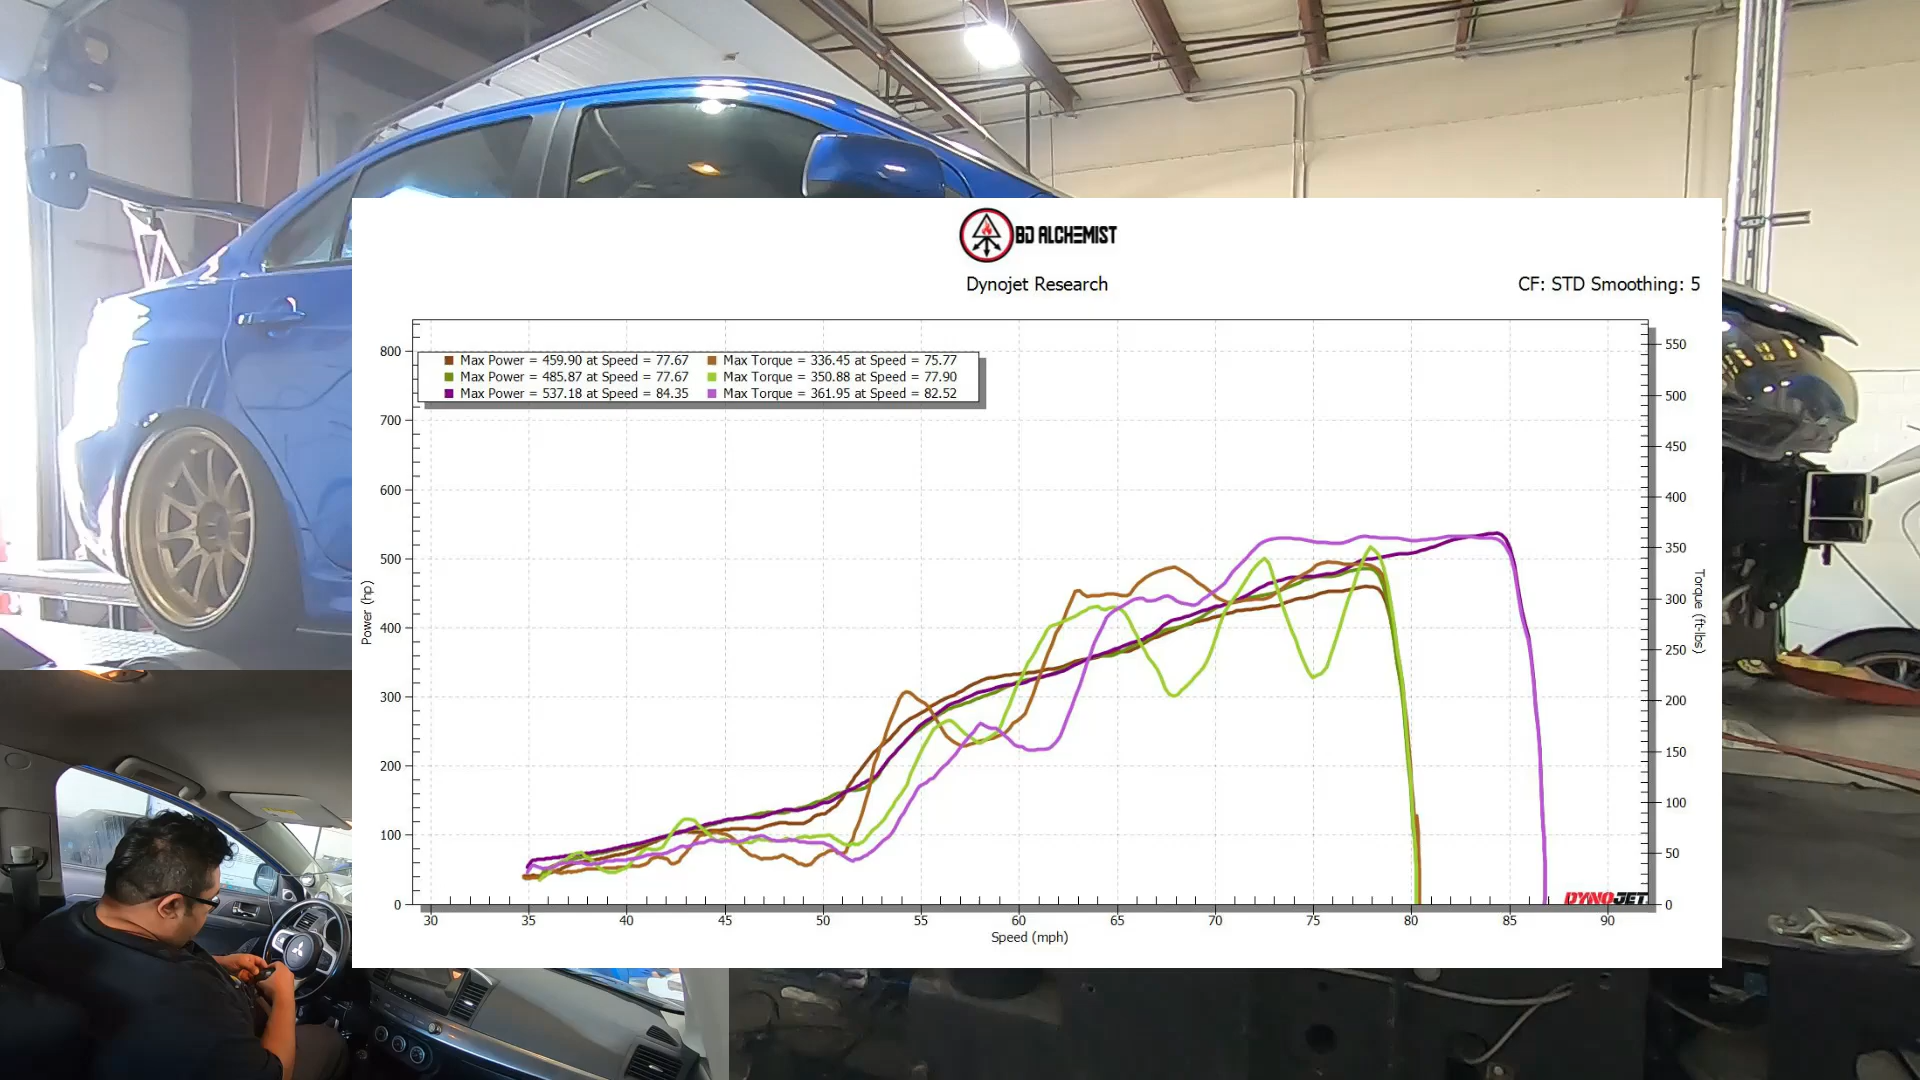 BD ALCHEMIST
Dynojet Research
CF: STD Smoothing: 5
Max Power = 459.90 at Speed = 77.67 Max Torque = 336.45 at Speed = 75.77
Max Power = 485.87 at Speed = 77.67 Max Torque = 350.88 at Speed = 77.90
Max Power = 537.18 at Speed = 84.35 Max Torque = 361.95 at Speed = 82.52
800
700
600
500
400
300
200
100
0
Power (hp)
550
500
450
400
350
300
250
200
150
100
50
0
Torque (ft-lbs)
DYNOJET
30 35 40 45 50 55 60 65 70 75 80 85 90
Speed (mph)